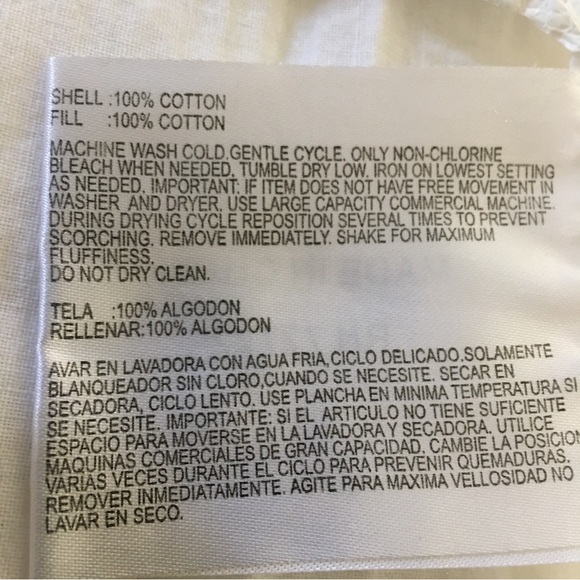 SHELL :100% COTTON
FILL :100% COTTON
MACHINE WASH COLD.GENTLE CYCLE. ONLY NON-CHLORINE
BLEACH WHEN NEEDED, TUMBLE DRY LOW. IRON ON LOWEST SETTING
AS NEEDED. IMPORTANT: IF ITEM DOES NOT HAVE FREE MOVEMENT IN
WASHER AND DRYER, USE LARGE CAPACITY COMMERCIAL MACHINE.
DURING DRYING CYCLE REPOSITION SEVERAL TIMES TO PREVENT
SCORCHING. REMOVE IMMEDIATELY. SHAKE FOR MAXIMUM
FLUFFINESS.
DO NOT DRY CLEAN.
TELA :100% ALGODON
RELLENAR:100% ALGODON
AVAR EN LAVADORA CON AGUA FRIA,CICLO DELICADO.SOLAMENTE
BLANQUEADOR SIN CLORO,CUANDO SE NECESITE. SECAR EN
SECADORA, CICLO LENTO. USE PLANCHA EN MINIMA TEMPERATURA SI
SE NECESITE. IMPORTANTE: SI EL ARTICULO NO TIENE SUFICIENTE
ESPACIO PARA MOVERSE EN LA LAVADORA Y SECADORA. UTILICE
MAQUINAS COMERCIALES DE GRAN CAPACIDAD. CAMBIE LA POSICION
VARIAS VECES DURANTE EL CICLO PARA PREVENIR QUEMADURAS.
REMOVER INMEDIATAMENTE. AGITE PARA MAXIMA VELLOSIDAD NO
LAVAR EN SECO.